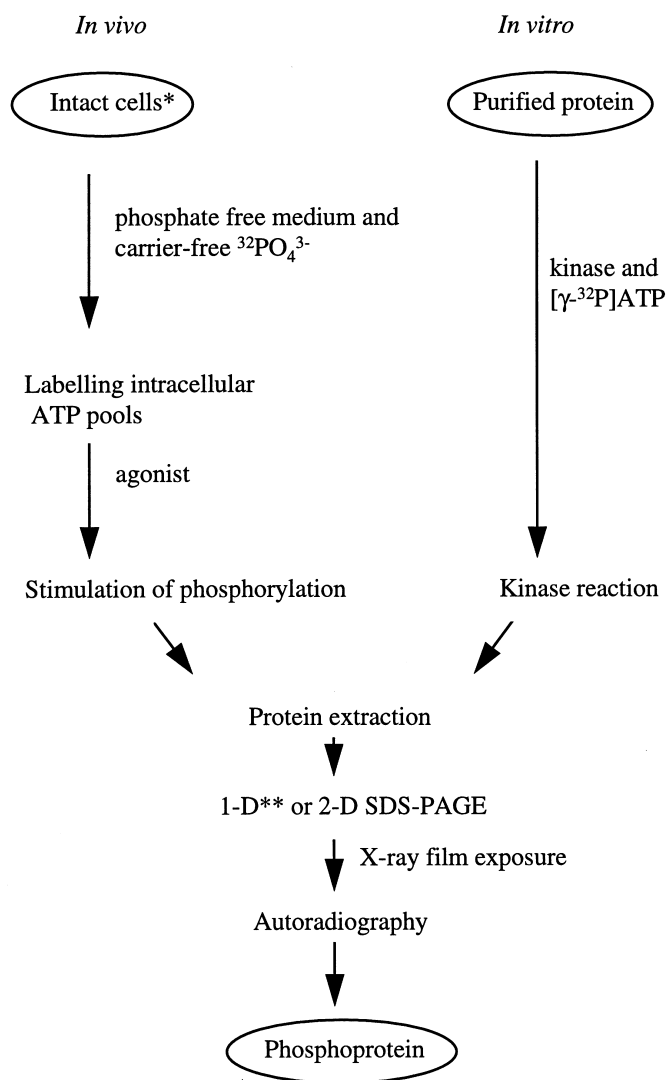 In vivo
In vitro
Intact cells*
Purified protein
phosphate free medium and
carrier-free ³²PO₄³⁻
kinase and
[γ-³²P]ATP
Labelling intracellular
ATP pools
agonist
Stimulation of phosphorylation
Kinase reaction
Protein extraction
1-D** or 2-D SDS-PAGE
X-ray film exposure
Autoradiography
Phosphoprotein